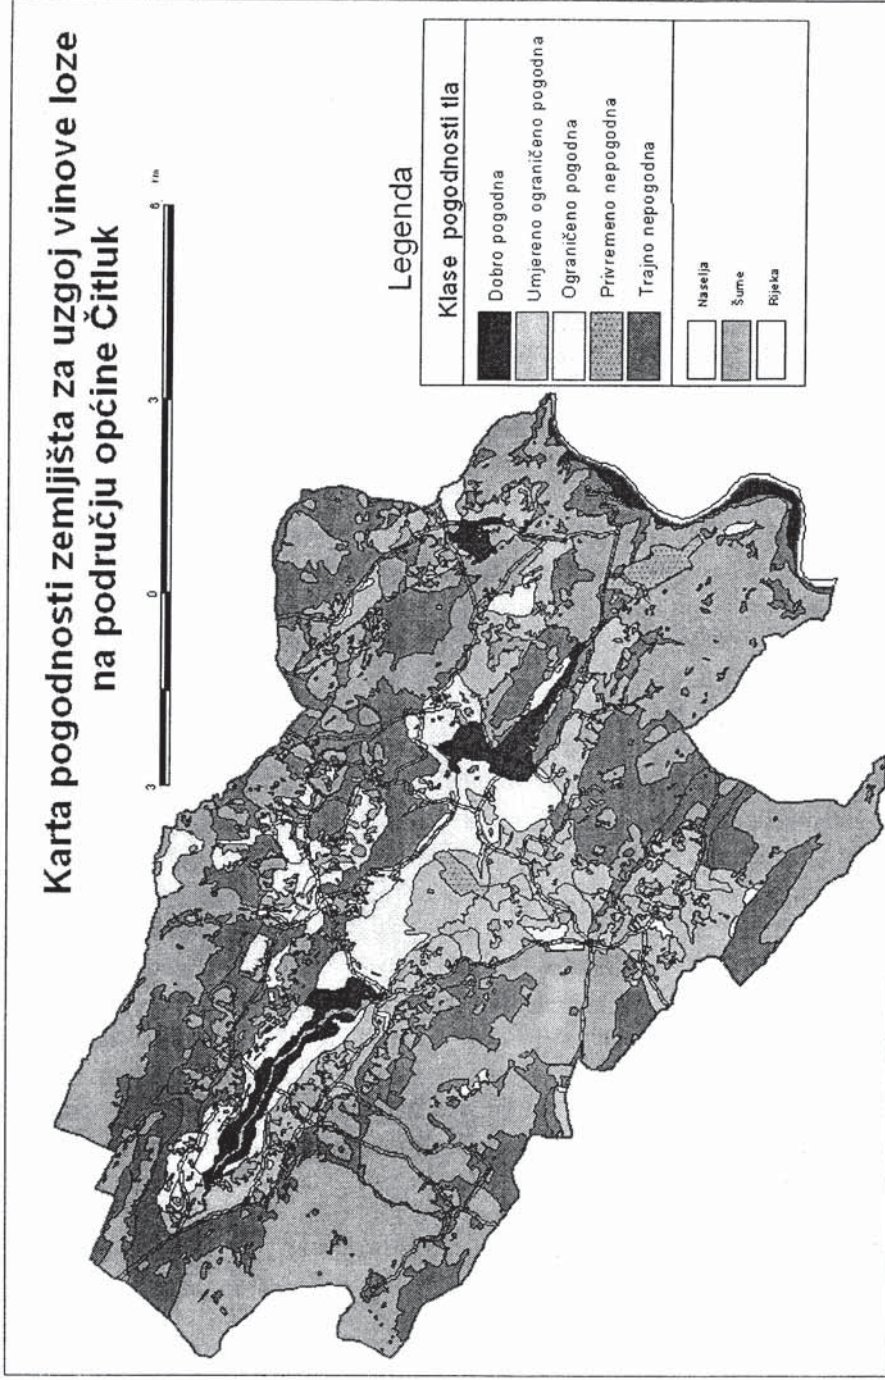 Karta pogodnosti zemljišta za uzgoj vinove loze
na području općine Čitluk
3 0 3 6
Legenda
Klase pogodnosti tla
Dobro pogodna
Umjereno ograničeno pogodna
Ograničeno pogodna
Privremeno nepogodna
Trajno nepogodna
Naselja
Šume
Rijeka